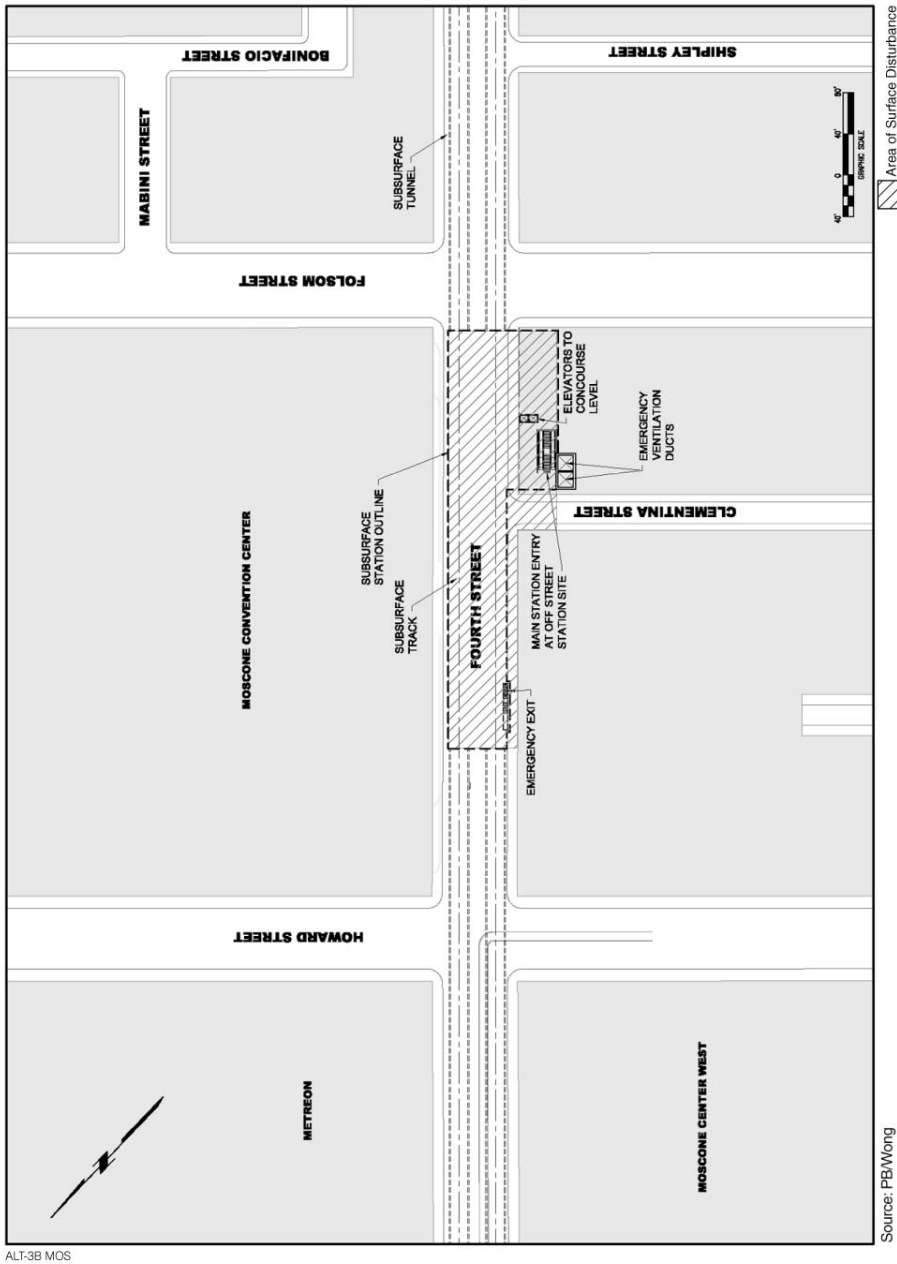 BONIFACIO STREET
SHIPLEY STREET
MABINI STREET
SUBSURFACE
TUNNEL
40'
0
40'
80'
GRAPHIC SCALE
Area of Surface Disturbance
FOLSOM STREET
ELEVATORS TO
CONCOURSE
LEVEL
EMERGENCY
VENTILATION
DUCTS
CLEMENTINA STREET
SUBSURFACE
STATION OUTLINE
SUBSURFACE
TRACK
FOURTH STREET
MAIN STATION ENTRY
AT OFF STREET
STATION SITE
MOSCONE CONVENTION CENTER
EMERGENCY EXIT
HOWARD STREET
METREON
MOSCONE CENTER WEST
N
Source: PB/Wong
ALT-3B MOS